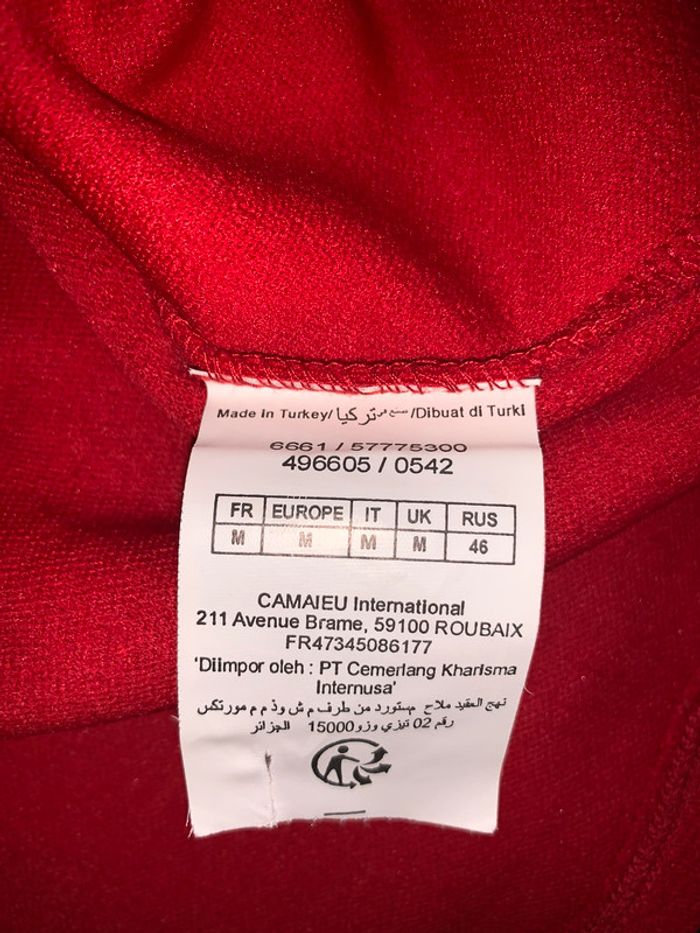 Made in Turkey/صنع في تركيا/Dibuat di Turki
6661 / 57775300
496605 / 0542
FR EUROPE IT UK RUS
M M M M 46
CAMAIEU International
211 Avenue Brame, 59100 ROUBAIX
FR47345086177
'Diimpor oleh : PT Cemerlang Kharisma
Internusa'
نهج العقيد ملاح مستورد من طرف م ش و ذ م م مورتكس
رقم 02 تيزي وزو 15000 الجزائر